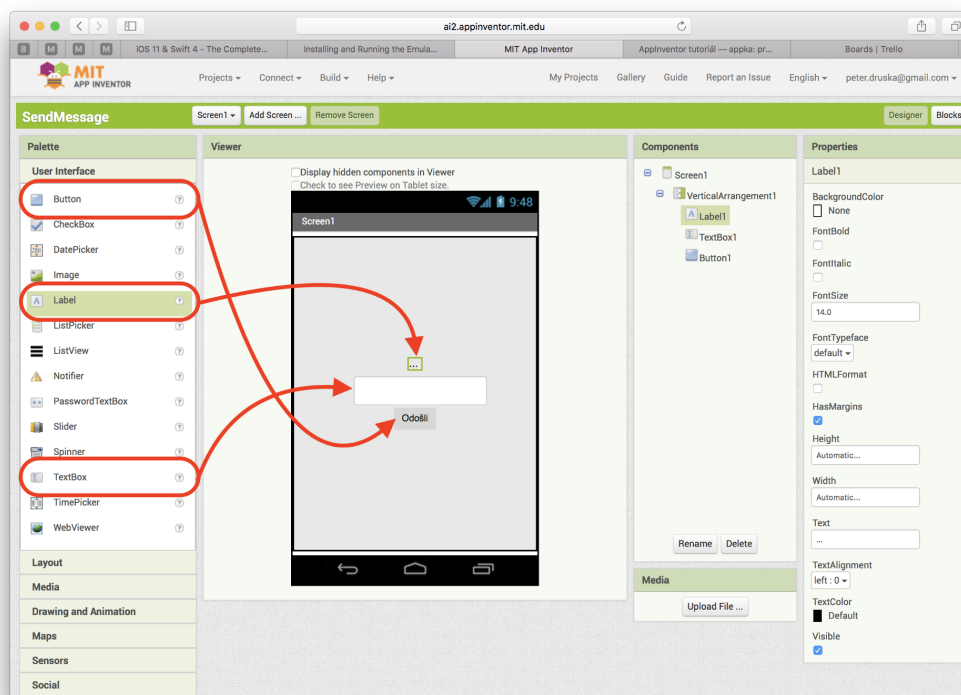 ai2.appinventor.mit.edu
B M M M iOS 11 & Swift 4 - The Complete... Installing and Running the Emula... MIT App Inventor AppInventor tutoriál — appka: pr... Boards | Trello
MIT
APP INVENTOR
Projects Connect Build Help My Projects Gallery Guide Report an Issue English peter.druska@gmail.com
SendMessage Screen1 Add Screen ... Remove Screen Designer Blocks
Palette Viewer Components Properties
User Interface
Button ?
CheckBox ?
DatePicker ?
Image ?
A Label ?
ListPicker ?
ListView ?
Notifier ?
PasswordTextBox ?
Slider ?
Spinner ?
TextBox ?
TimePicker ?
WebViewer ?
Layout
Media
Drawing and Animation
Maps
Sensors
Social
Display hidden components in Viewer
Check to see Preview on Tablet size.
9:48
Screen1
...
Odošli
Screen1
VerticalArrangement1
A Label1
TextBox1
Button1
Rename Delete
Media
Upload File ...
Label1
BackgroundColor
None
FontBold
FontItalic
FontSize
14.0
FontTypeface
default
HTMLFormat
HasMargins
Height
Automatic...
Width
Automatic...
Text
...
TextAlignment
left : 0
TextColor
Default
Visible